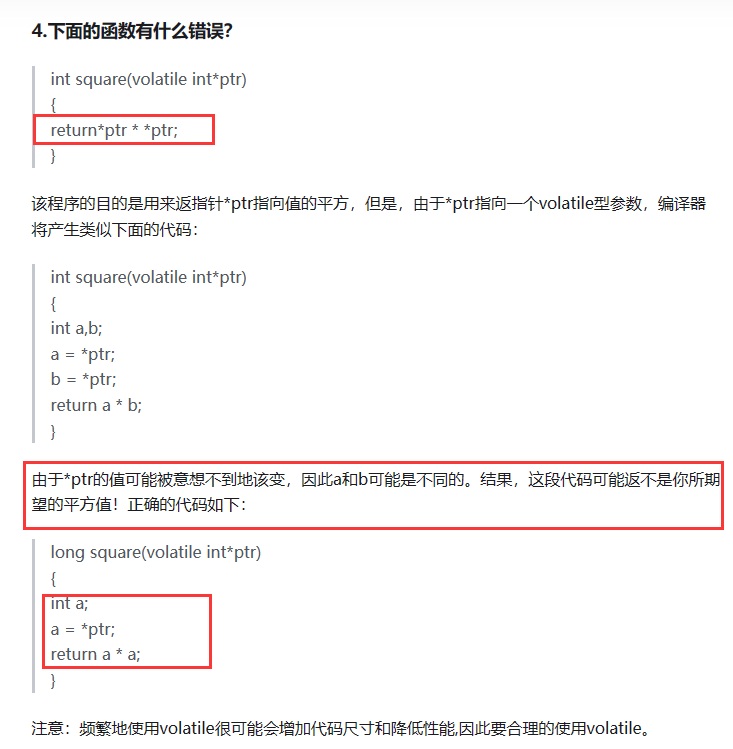 4.下面的函数有什么错误?
int square(volatile int*ptr)
{
return*ptr * *ptr;
}
该程序的目的是用来返指针*ptr指向值的平方，但是，由于*ptr指向一个volatile型参数，编译器
将产生类似下面的代码：
int square(volatile int*ptr)
{
int a,b;
a = *ptr;
b = *ptr;
return a * b;
}
由于*ptr的值可能被意想不到地该变，因此a和b可能是不同的。结果，这段代码可能返不是你所期
望的平方值！正确的代码如下：
long square(volatile int*ptr)
{
int a;
a = *ptr;
return a * a;
}
注意：频繁地使用volatile很可能会增加代码尺寸和降低性能,因此要合理的使用volatile。